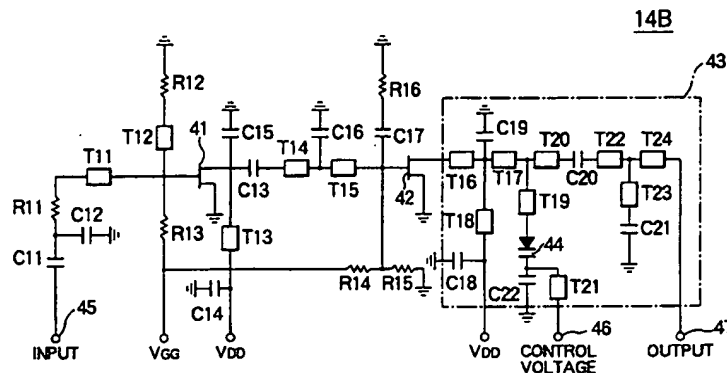 14B
43
R12
R16
T12
41
C15
C16
C17
C19
T20
T22
T24
T11
T14
C13
T15
42
T16
T17
C20
T19
T23
R11
C12
R13
T13
T18
44
C21
C11
R14
R15
C18
C22
T21
C14
45
46
INPUT
VGG
VDD
VDD
CONTROL
VOLTAGE
OUTPUT